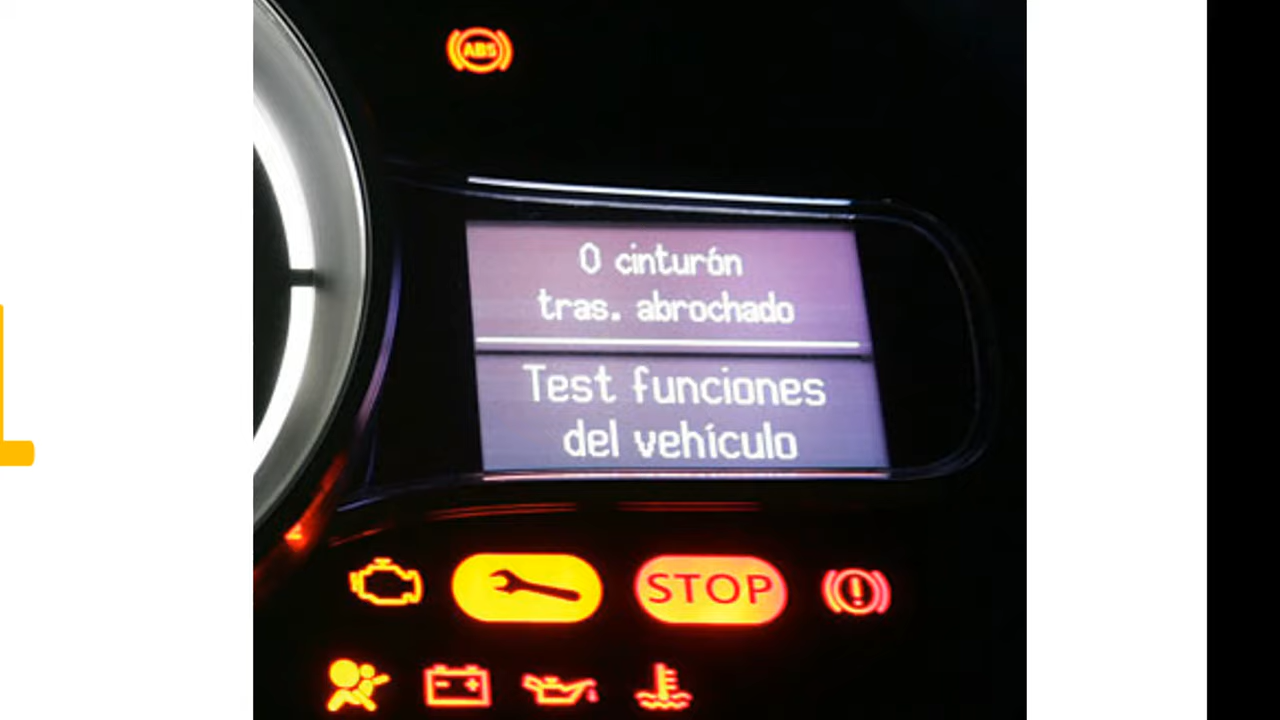 ABS
0 cinturón
tras. abrochado
Test funciones
del vehículo
STOP